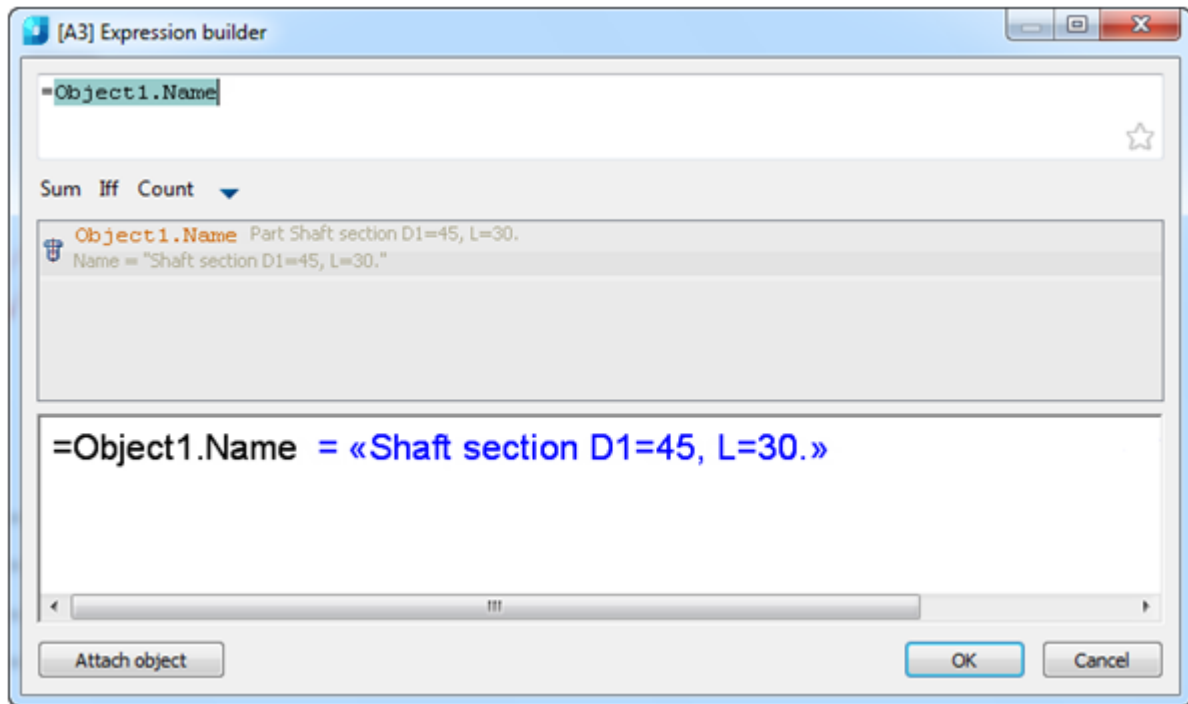 [A3] Expression builder
=Object1.Name
Sum Iff Count
Object1.Name Part Shaft section D1=45, L=30.
Name = "Shaft section D1=45, L=30."
=Object1.Name = «Shaft section D1=45, L=30.»
Attach object OK Cancel